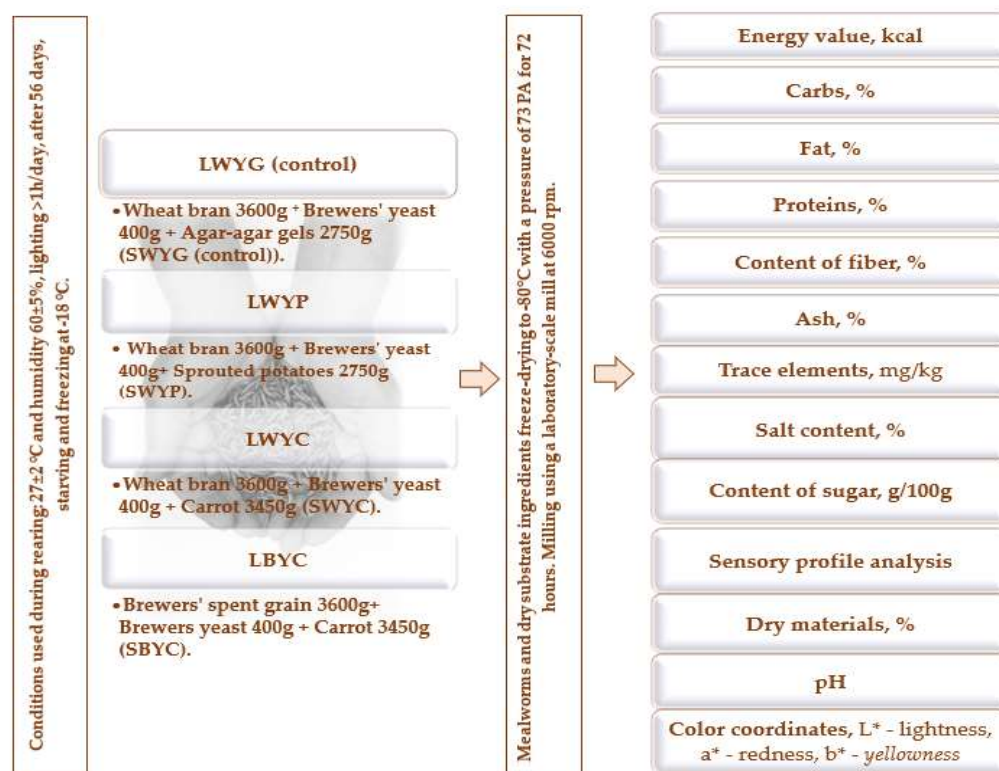 Conditions used during rearing: 27±2 °C and humidity 60±5%, lighting >1h/day, after 56 days,
starving and freezing at -18 °C.
LWYG (control)
•Wheat bran 3600g + Brewers' yeast
400g + Agar-agar gels 2750g
(SWYG (control)).
LWYP
• Wheat bran 3600g + Brewers' yeast
400g+ Sprouted potatoes 2750g
(SWYP).
LWYC
•Wheat bran 3600g + Brewers' yeast
400g + Carrot 3450g (SWYC).
LBYC
•Brewers' spent grain 3600g+
Brewers yeast 400g + Carrot 3450g
(SBYC).
Mealworms and dry substrate ingredients freeze-drying to -80°C with a pressure of 73 PA for 72
hours. Milling using a laboratory-scale mill at 6000 rpm.
Energy value, kcal
Carbs, %
Fat, %
Proteins, %
Content of fiber, %
Ash, %
Trace elements, mg/kg
Salt content, %
Content of sugar, g/100g
Sensory profile analysis
Dry materials, %
pH
Color coordinates, L* - lightness,
a* - redness, b* - yellowness